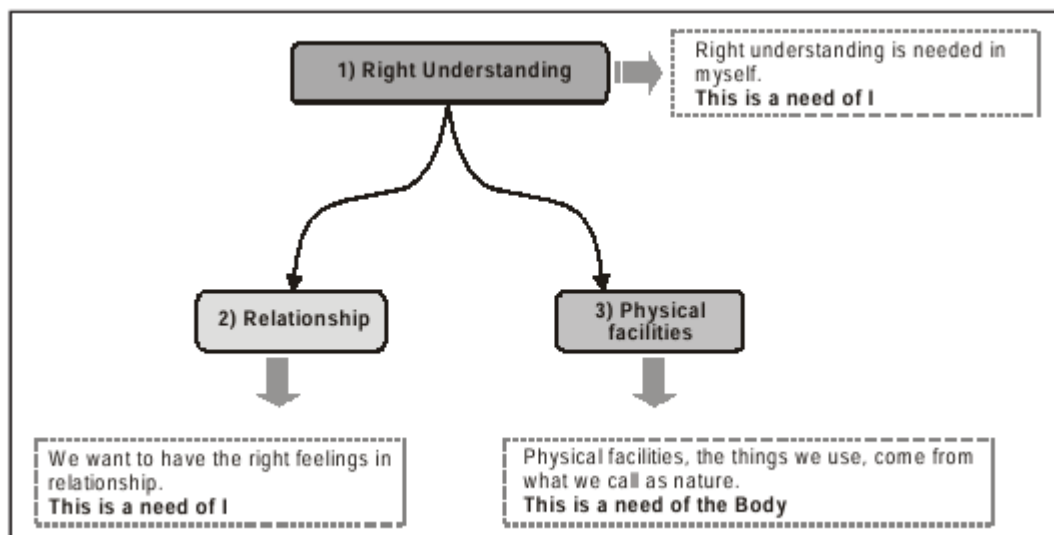 1) Right Understanding
Right understanding is needed in
myself.
This is a need of I
2) Relationship
3) Physical
facilities
We want to have the right feelings in
relationship.
This is a need of I
Physical facilities, the things we use, come from
what we call as nature.
This is a need of the Body